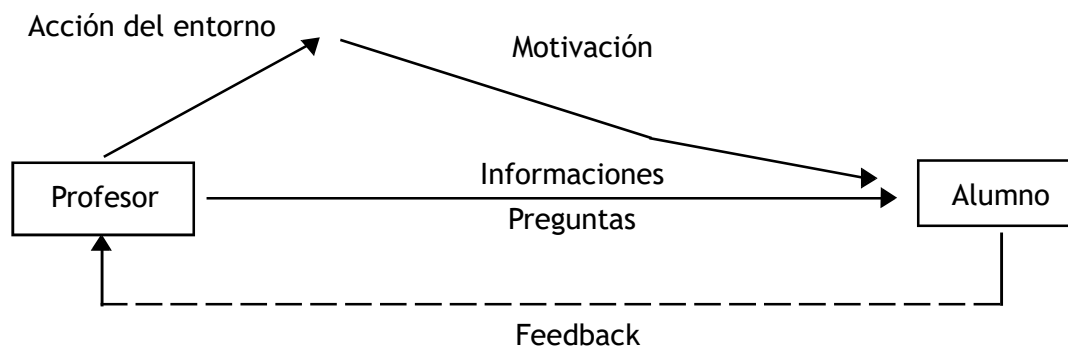 Acción del entorno
Motivación
Profesor
Informaciones
Preguntas
Alumno
Feedback